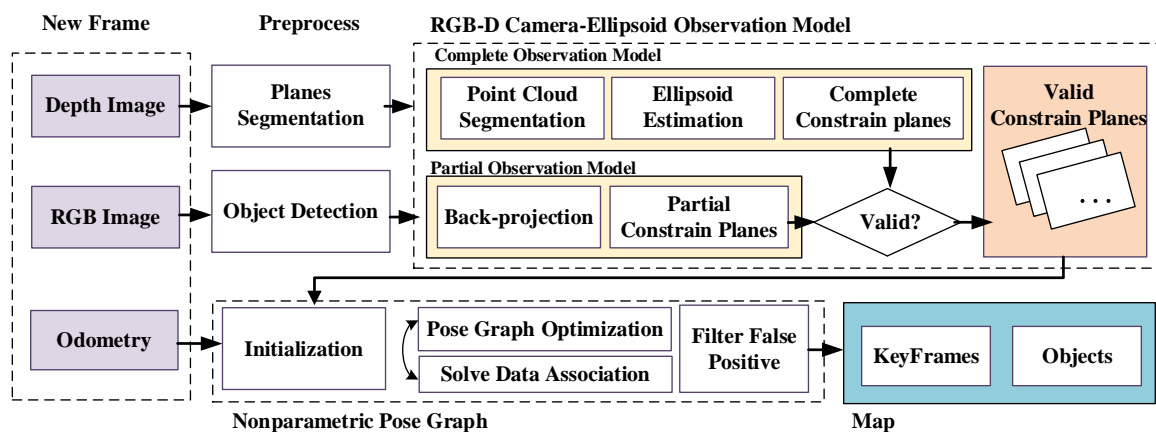 New Frame
Preprocess
RGB-D Camera-Ellipsoid Observation Model
Depth Image
Planes
Segmentation
Complete Observation Model
Point Cloud
Segmentation
Ellipsoid
Estimation
Complete
Constrain planes
Valid
Constrain Planes
...
RGB Image
Object Detection
Partial Observation Model
Back-projection
Partial
Constrain Planes
Valid?
Odometry
Initialization
Pose Graph Optimization
Solve Data Association
Filter False
Positive
KeyFrames
Objects
Nonparametric Pose Graph
Map